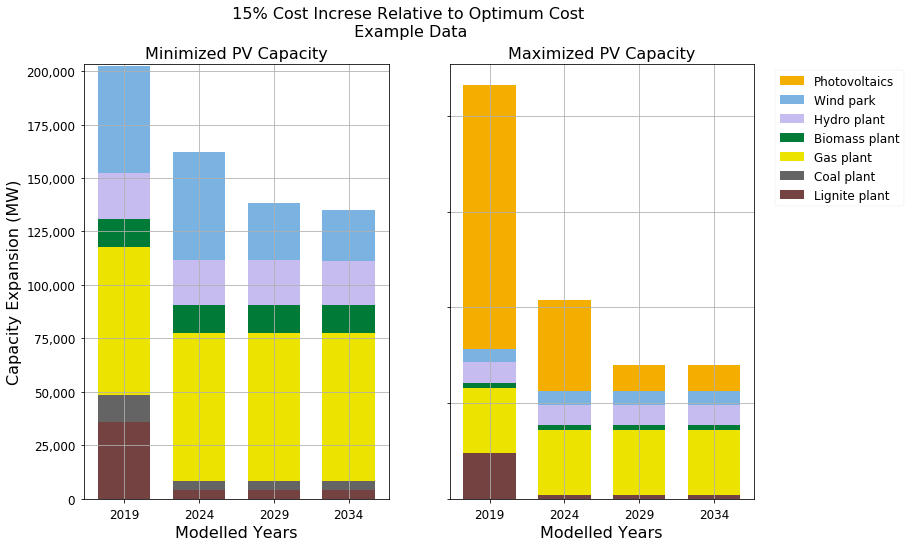 15% Cost Increse Relative to Optimum Cost
Example Data
Minimized PV Capacity
Maximized PV Capacity
Capacity Expansion (MW)
200,000
175,000
150,000
125,000
100,000
75,000
50,000
25,000
0
2019 2024 2029 2034
Modelled Years
2019 2024 2029 2034
Modelled Years
Photovoltaics
Wind park
Hydro plant
Biomass plant
Gas plant
Coal plant
Lignite plant